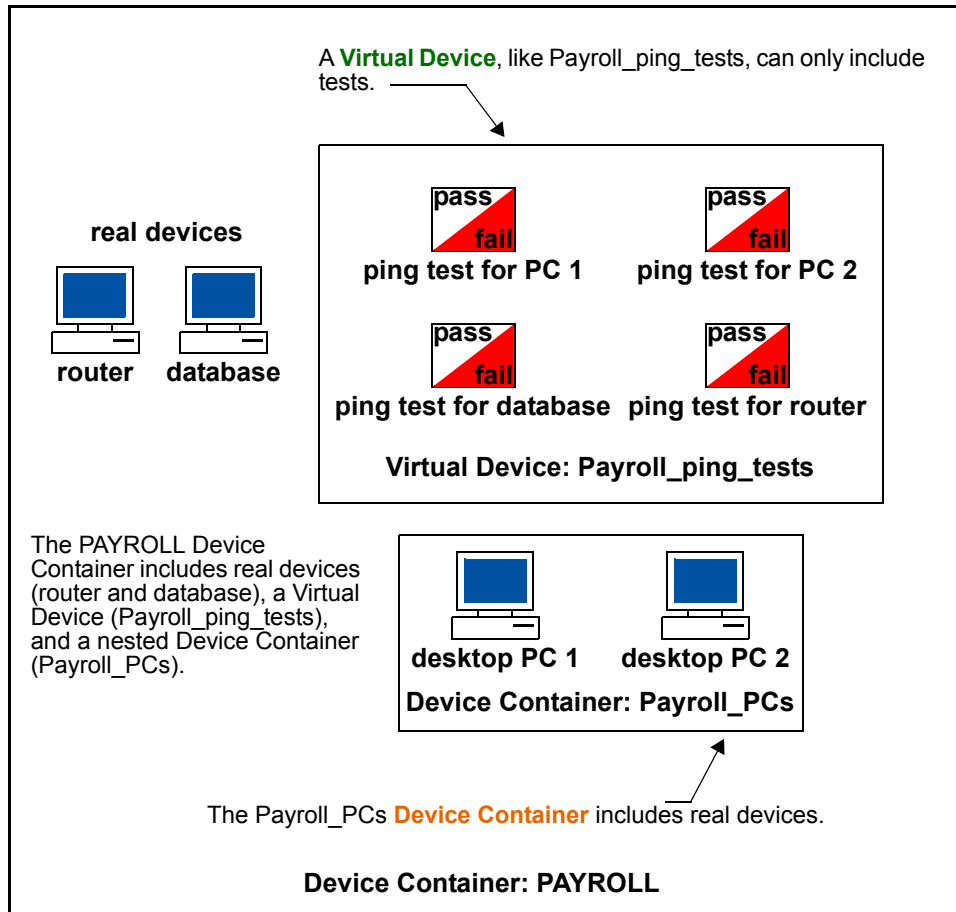 A Virtual Device, like Payroll_ping_tests, can only include
tests.
real devices
router
database
pass
fail
ping test for PC 1
pass
fail
ping test for PC 2
pass
fail
ping test for database
pass
fail
ping test for router
Virtual Device: Payroll_ping_tests
The PAYROLL Device
Container includes real devices
(router and database), a Virtual
Device (Payroll_ping_tests),
and a nested Device Container
(Payroll_PCs).
desktop PC 1
desktop PC 2
Device Container: Payroll_PCs
The Payroll_PCs Device Container includes real devices.
Device Container: PAYROLL